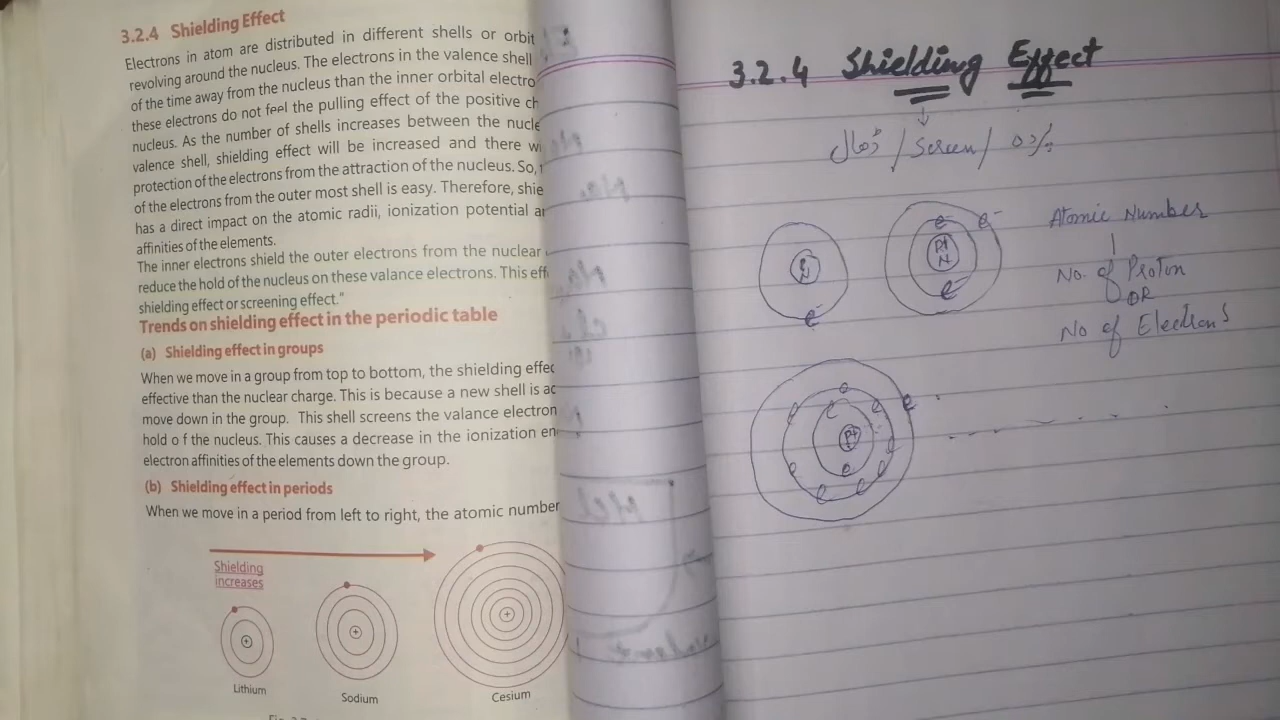 3.2.4 Shielding Effect
Electrons in atom are distributed in different shells or orbit
revolving around the nucleus. The electrons in the valence shell
of the time away from the nucleus than the inner orbital electro
these electrons do not feel the pulling effect of the positive ch
nucleus. As the number of shells increases between the nucle
valence shell, shielding effect will be increased and there w
protection of the electrons from the attraction of the nucleus. So,
of the electrons from the outer most shell is easy. Therefore, shie
has a direct impact on the atomic radii, ionization potential an
affinities of the elements.
The inner electrons shield the outer electrons from the nuclear
reduce the hold of the nucleus on these valance electrons. This eff
shielding effect or screening effect."
Trends on shielding effect in the periodic table
(a) Shielding effect in groups
When we move in a group from top to bottom, the shielding effec
effective than the nuclear charge. This is because a new shell is ac
move down in the group. This shell screens the valance electron
hold o f the nucleus. This causes a decrease in the ionization en
electron affinities of the elements down the group.
(b) Shielding effect in periods
When we move in a period from left to right, the atomic number
Shielding
increases
Lithium
Sodium
Cesium
3.2.4 Shielding Effect
ڈھال / Screen / پردہ
e⁻
P+
N
e⁻
e⁻
e⁻
Atomic Number
No. of Proton
OR
No of Electrons
P+
e
e
e
e
e
e
e
e
e
e